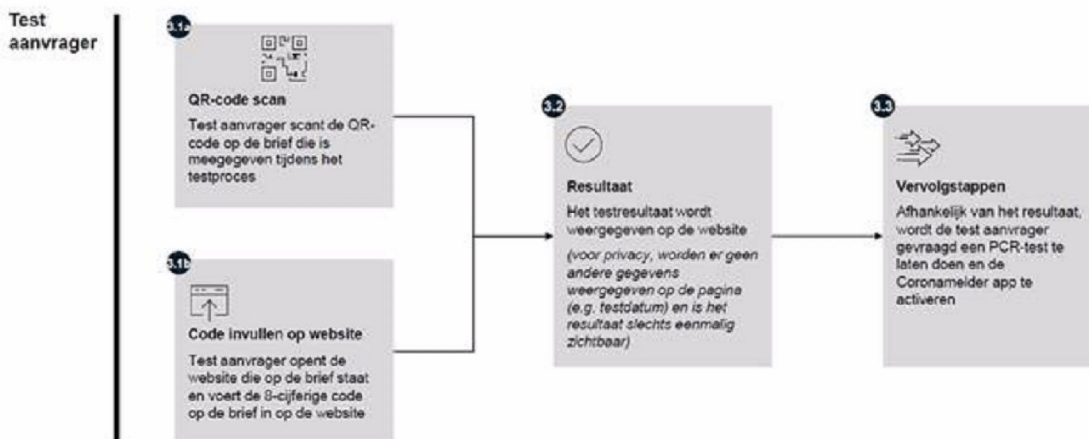 Test
aanvrager
3.1a
QR-code scan
Test aanvrager scant de QR-
code op de brief die is
meegegeven tijdens het
testproces
3.1b
Code invullen op website
Test aanvrager opent de
website die op de brief staat
en voert de 8-cijferige code
op de brief in op de website
3.2
Resultaat
Het testresultaat wordt
weergegeven op de website
(voor privacy, worden er geen
andere gegevens
weergegeven op de pagina
(e.g. testdatum) en is het
resultaat slechts eenmalig
zichtbaar)
3.3
Vervolgstappen
Afhankelijk van het resultaat,
wordt de test aanvrager
gevraagd een PCR-test te
laten doen en de
Coronamelder app te
activeren